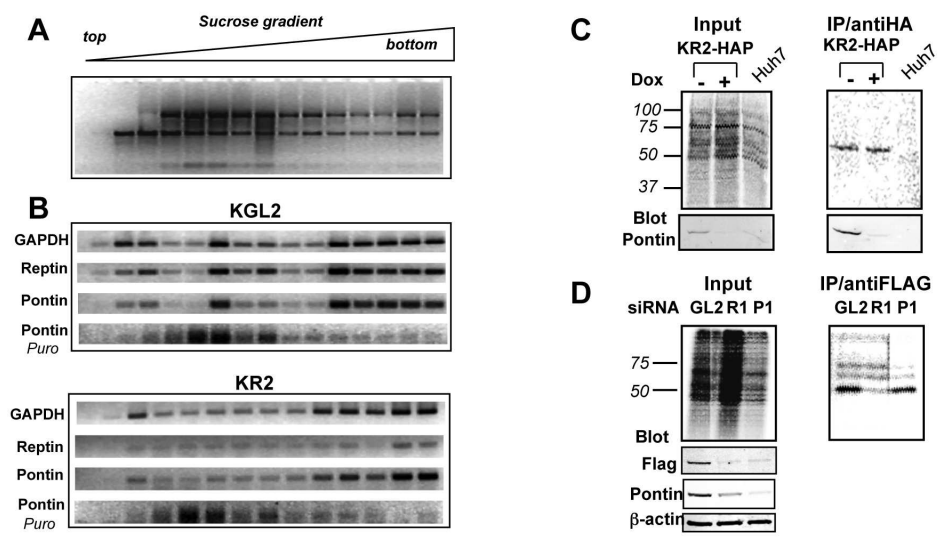 A
Sucrose gradient
top
bottom
B
KGL2
GAPDH
Reptin
Pontin
Pontin
Puro
KR2
GAPDH
Reptin
Pontin
Pontin
Puro
C
Input
KR2-HAP
Huh7
IP/antiHA
KR2-HAP
Huh7
Dox - +
- +
100
75
50
37
Blot
Pontin
D
Input
IP/antiFLAG
siRNA GL2 R1 P1
GL2 R1 P1
75
50
Blot
Flag
Pontin
β-actin